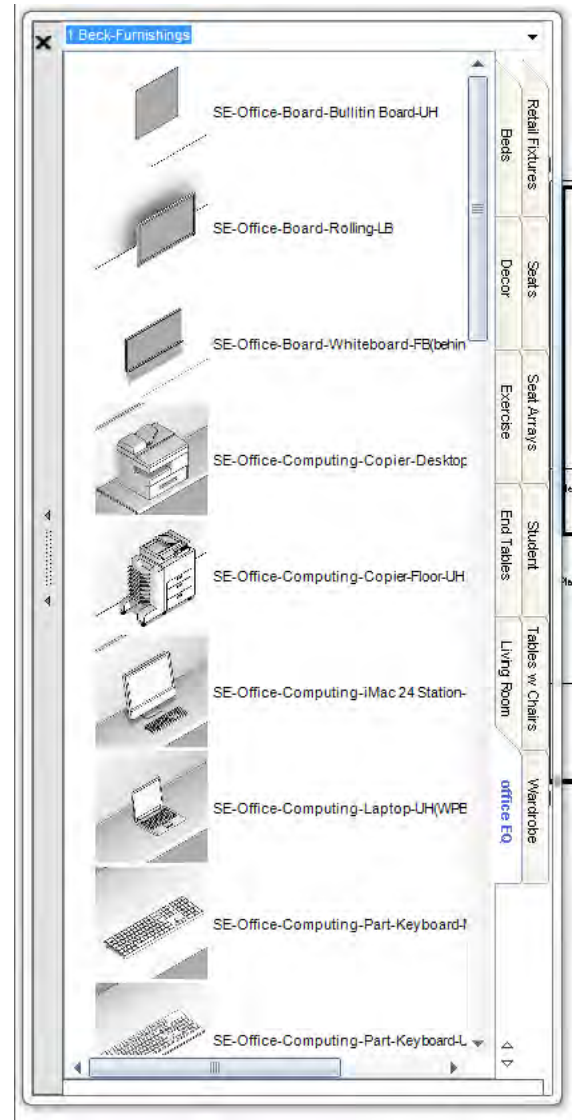 1 Beck-Furnishings
SE-Office-Board-Bullitin Board-UH
SE-Office-Board-Rolling-LB
SE-Office-Board-Whiteboard-FB(behin
SE-Office-Computing-Copier-Desktop
SE-Office-Computing-Copier-Floor-UH
SE-Office-Computing-iMac 24 Station-
SE-Office-Computing-Laptop-UH(WPB
SE-Office-Computing-Part-Keyboard-
SE-Office-Computing-Part-Keyboard-L
Beds
Decor
Exercise
End Tables
Living Room
office EQ
Retail Fixtures
Seats
Seat Arrays
Student
Tables w Chairs
Wardrobe